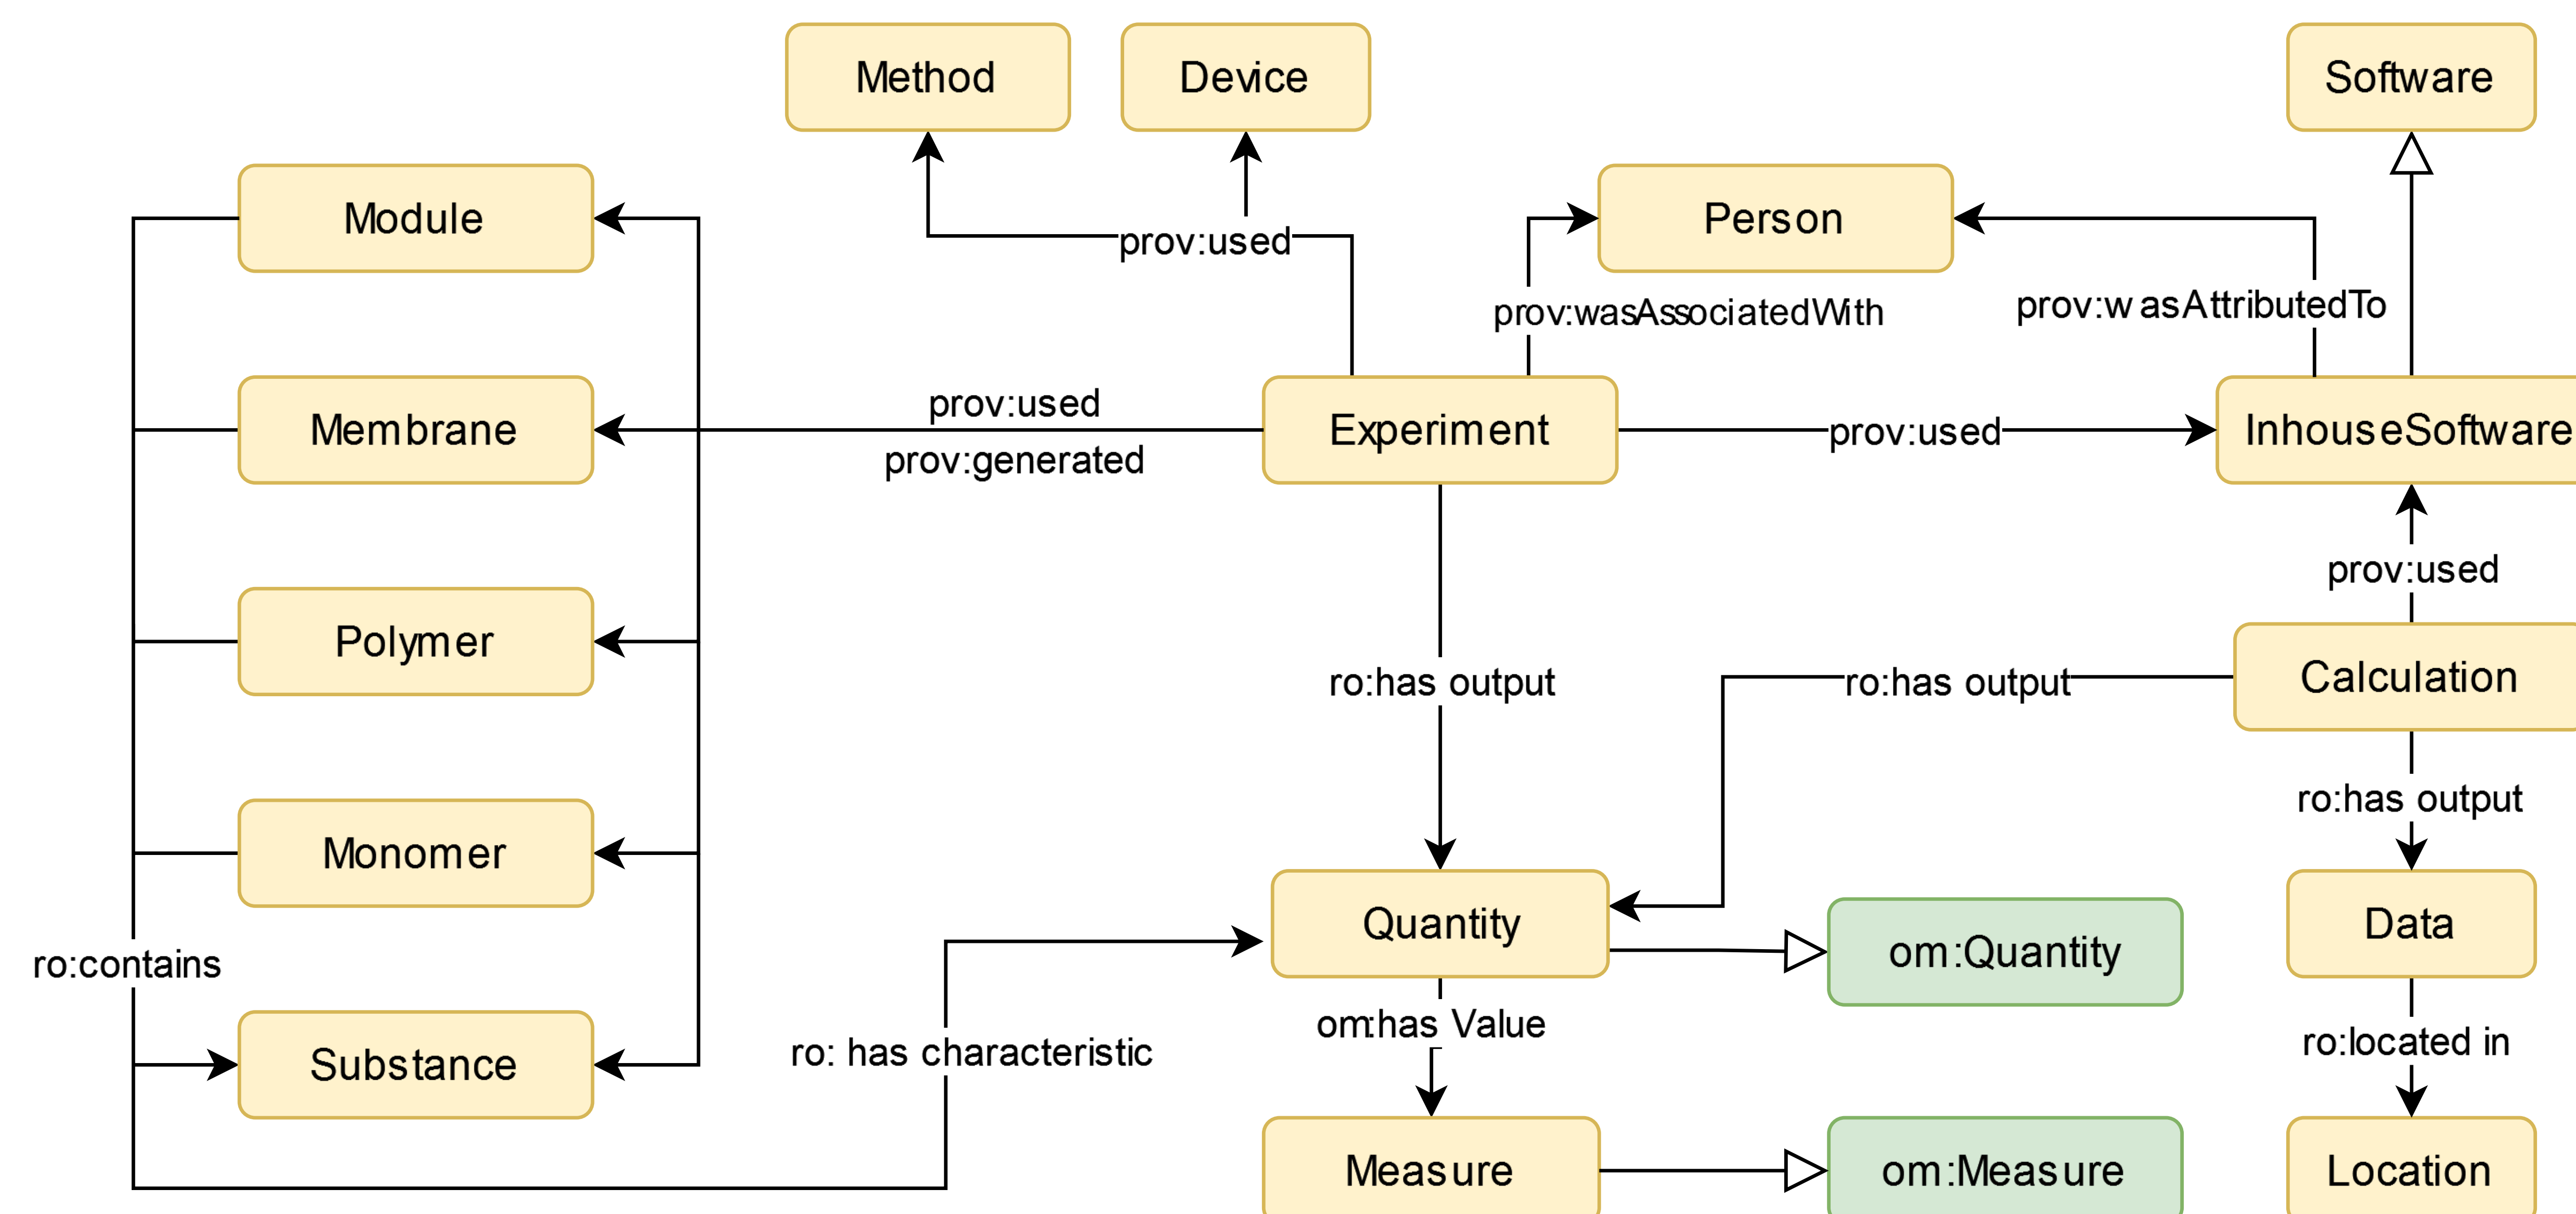 Method
Device
Software
Module
Person
prov:used
prov:wasAssociatedWith
prov:wasAttributedTo
Membrane
prov:used
prov:generated
Experiment
prov:used
InhouseSoftware
prov:used
Polymer
ro:has output
ro:has output
Calculation
ro:has output
Monomer
Quantity
om:Quantity
Data
ro:contains
om:has Value
ro:located in
ro: has characteristic
Substance
Measure
om:Measure
Location